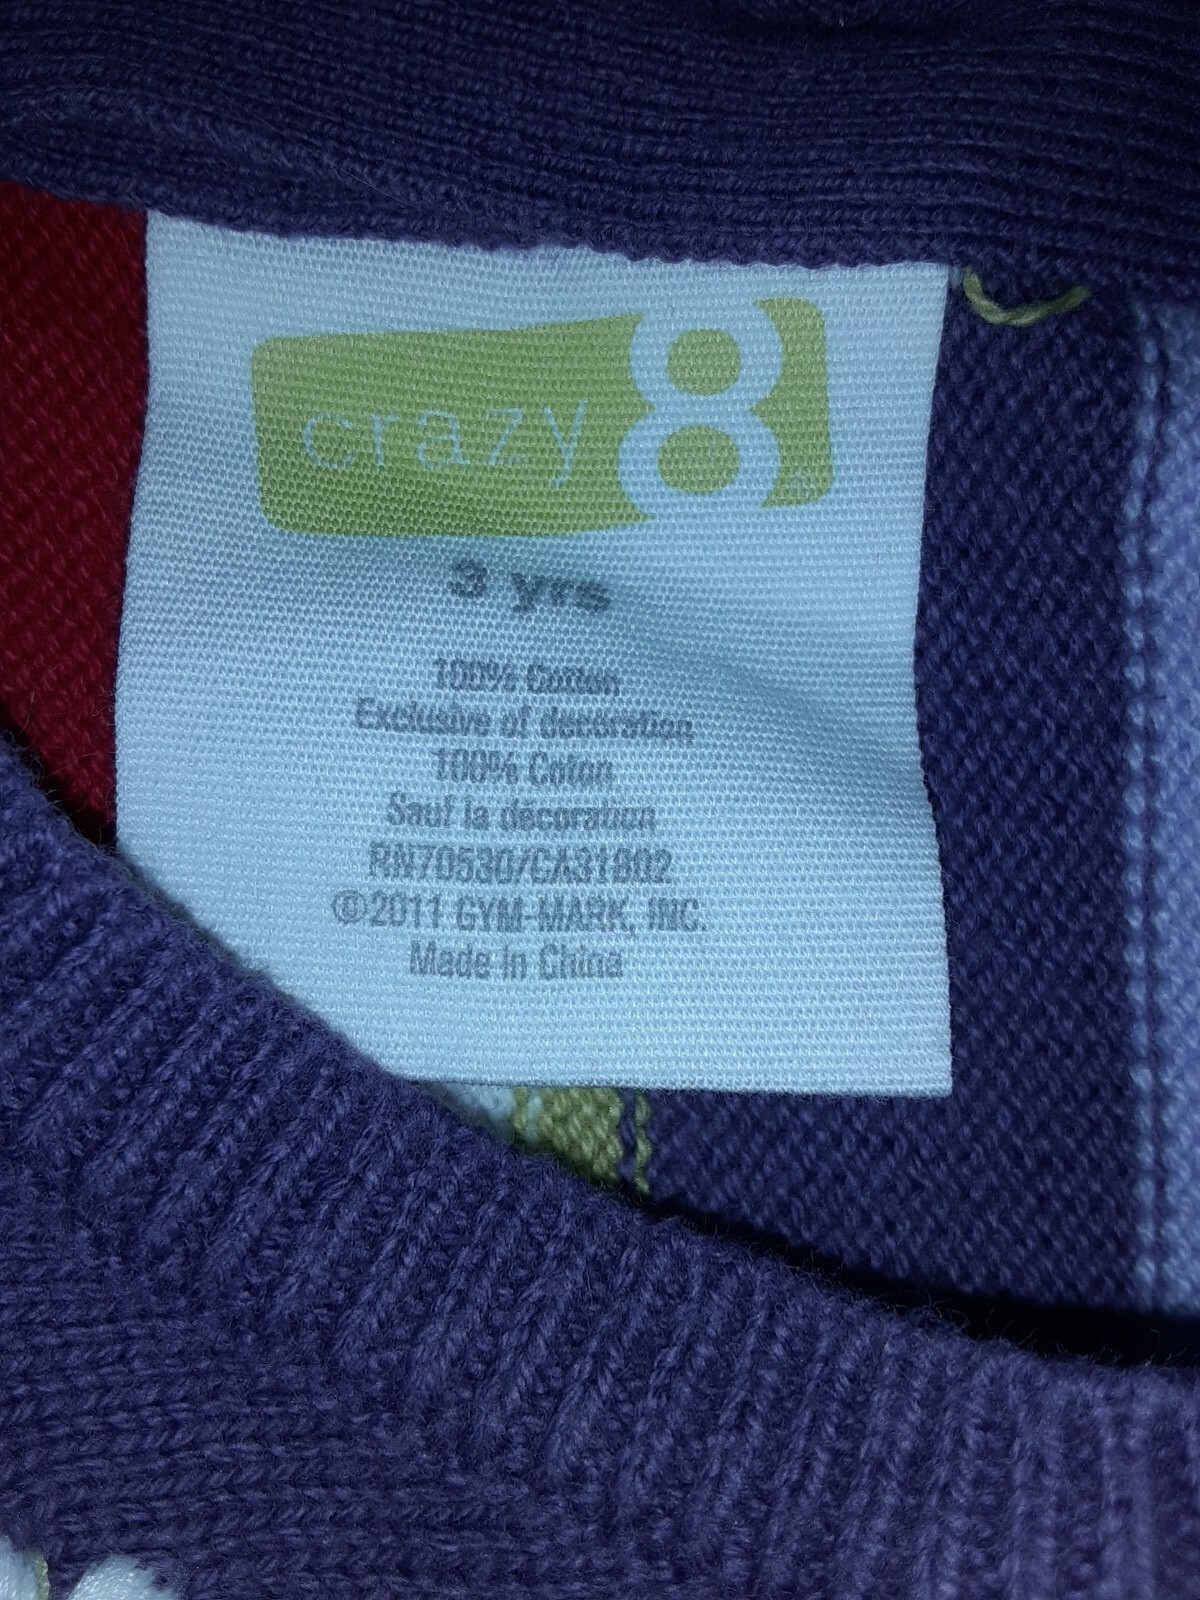 crazy 8
3 yrs
100% Cotton
Exclusive of decoration
100% Coton
Sauf la décoration
RN70530/CA31802
©2011 GYM-MARK, INC.
Made in China